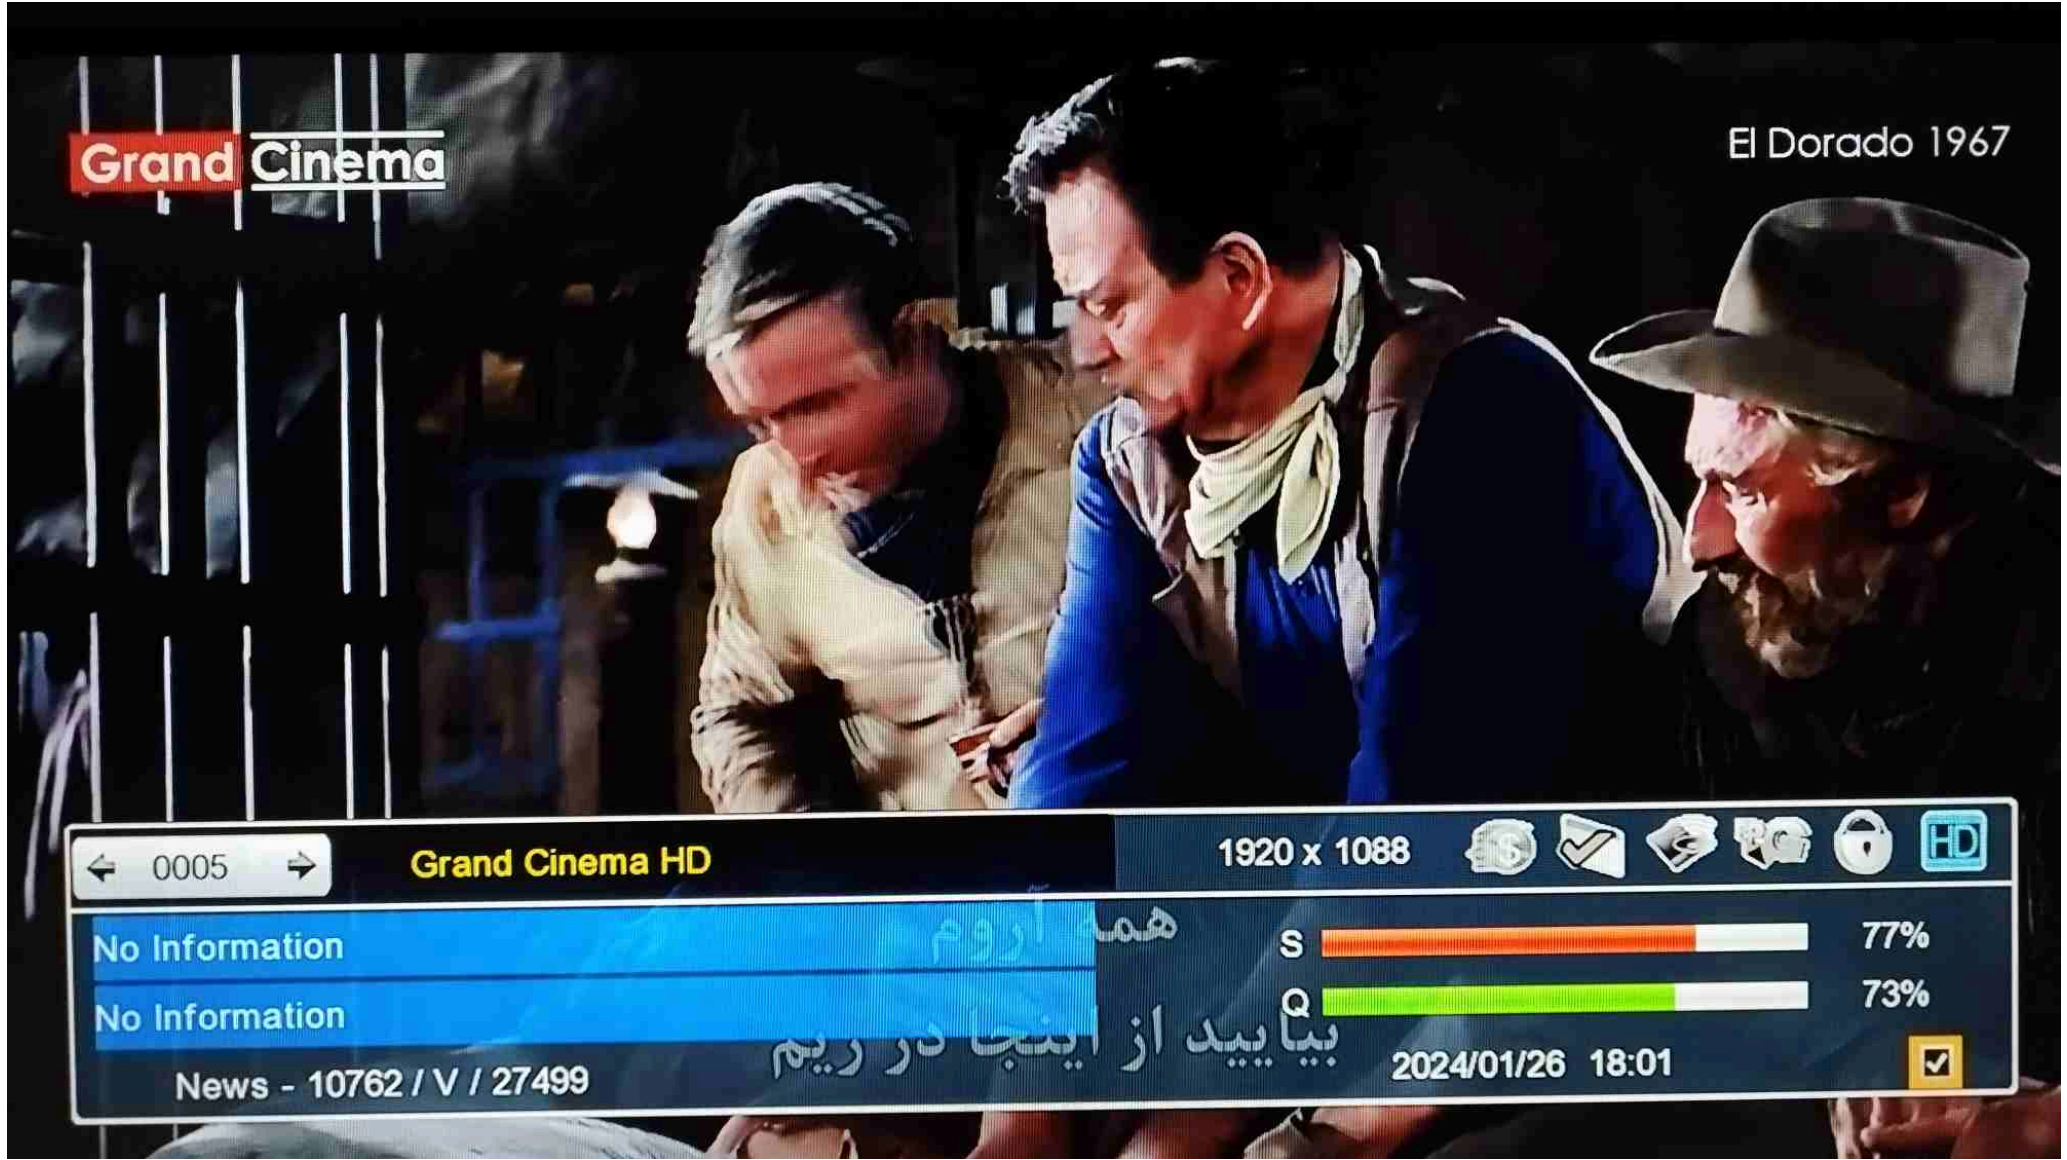 Grand Cinema
El Dorado 1967
0005
Grand Cinema HD
1920 x 1088
HD
No Information
همه آروم
S
77%
No Information
Q
73%
بیایید از اینجا در ریم
News - 10762 / V / 27499
2024/01/26 18:01